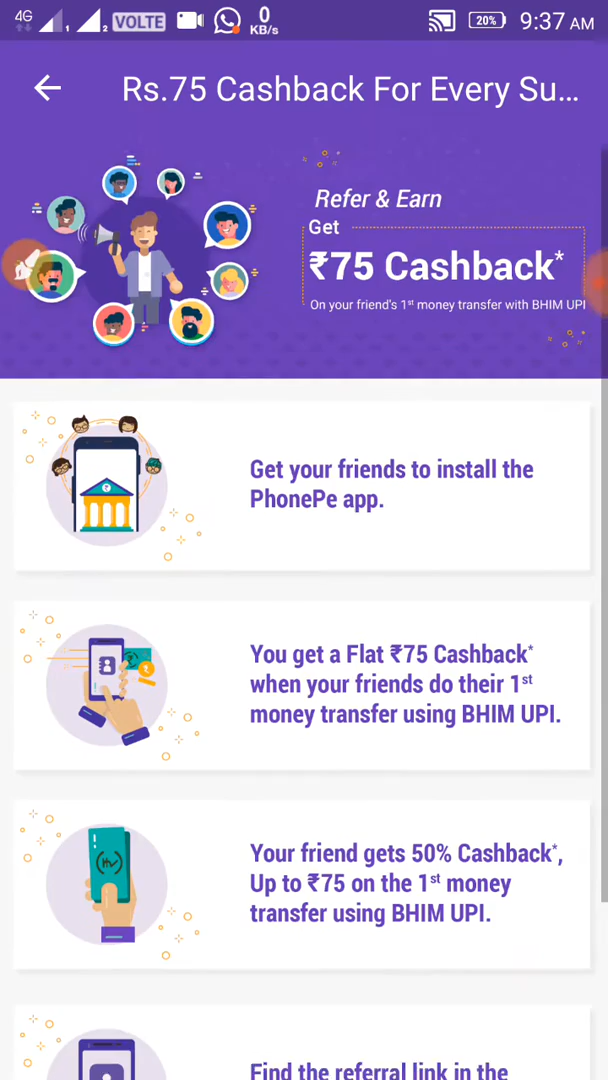 4G 1 2 VOLTE 0 KB/s 20% 9:37 AM
Rs.75 Cashback For Every Su...
Refer & Earn
Get
₹75 Cashback*
On your friend's 1st money transfer with BHIM UPI
Get your friends to install the
PhonePe app.
You get a Flat ₹75 Cashback*
when your friends do their 1st
money transfer using BHIM UPI.
Your friend gets 50% Cashback*,
Up to ₹75 on the 1st money
transfer using BHIM UPI.
Find the referral link in the